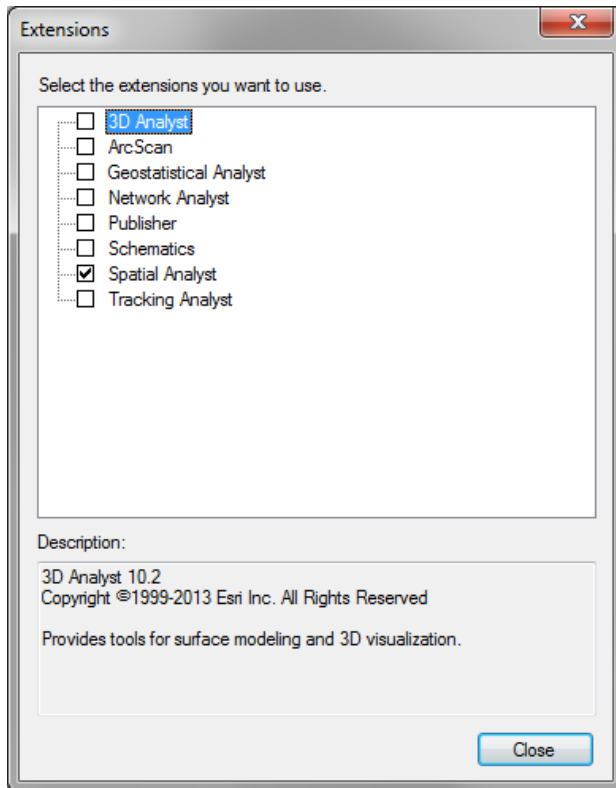 Extensions
Select the extensions you want to use.
3D Analyst
ArcScan
Geostatistical Analyst
Network Analyst
Publisher
Schematics
Spatial Analyst
Tracking Analyst
Description:
3D Analyst 10.2
Copyright ©1999-2013 Esri Inc. All Rights Reserved
Provides tools for surface modeling and 3D visualization.
Close